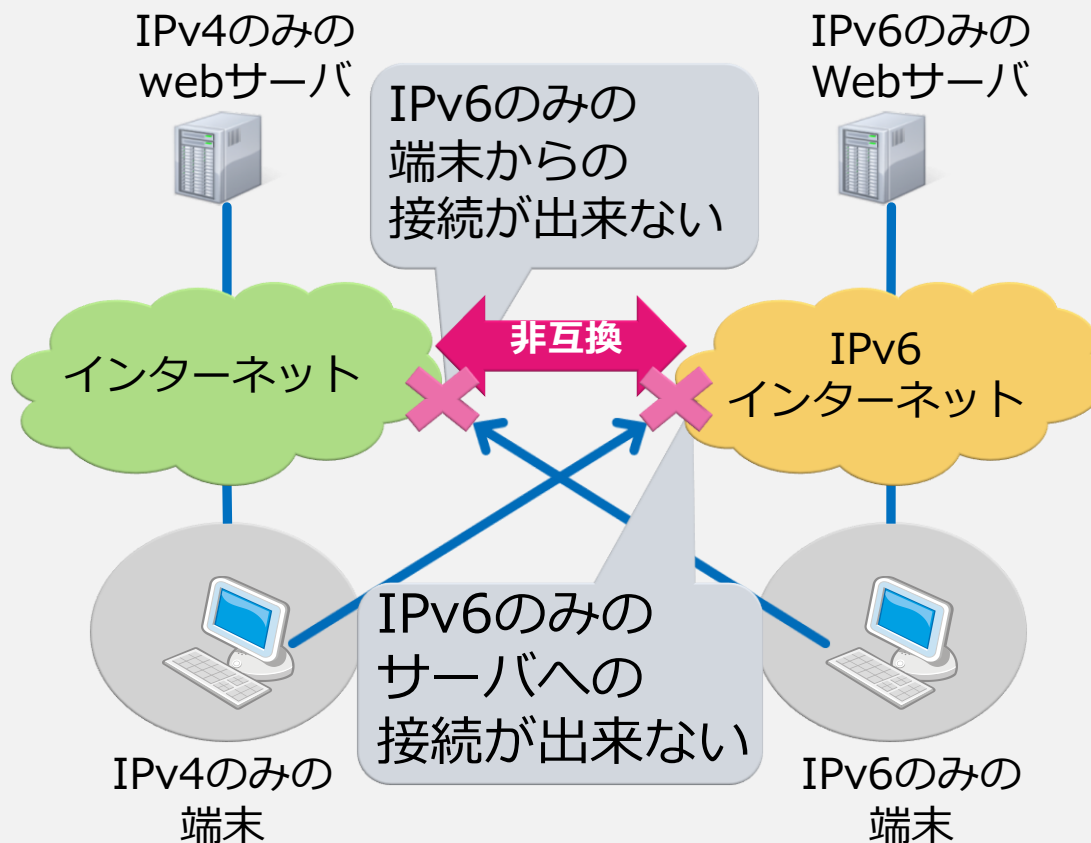 IPv4のみの
webサーバ
IPv6のみの
Webサーバ
IPv6のみの
端末からの
接続が出来ない
非互換
インターネット
IPv6
インターネット
IPv6のみの
サーバへの
接続が出来ない
IPv4のみの
端末
IPv6のみの
端末